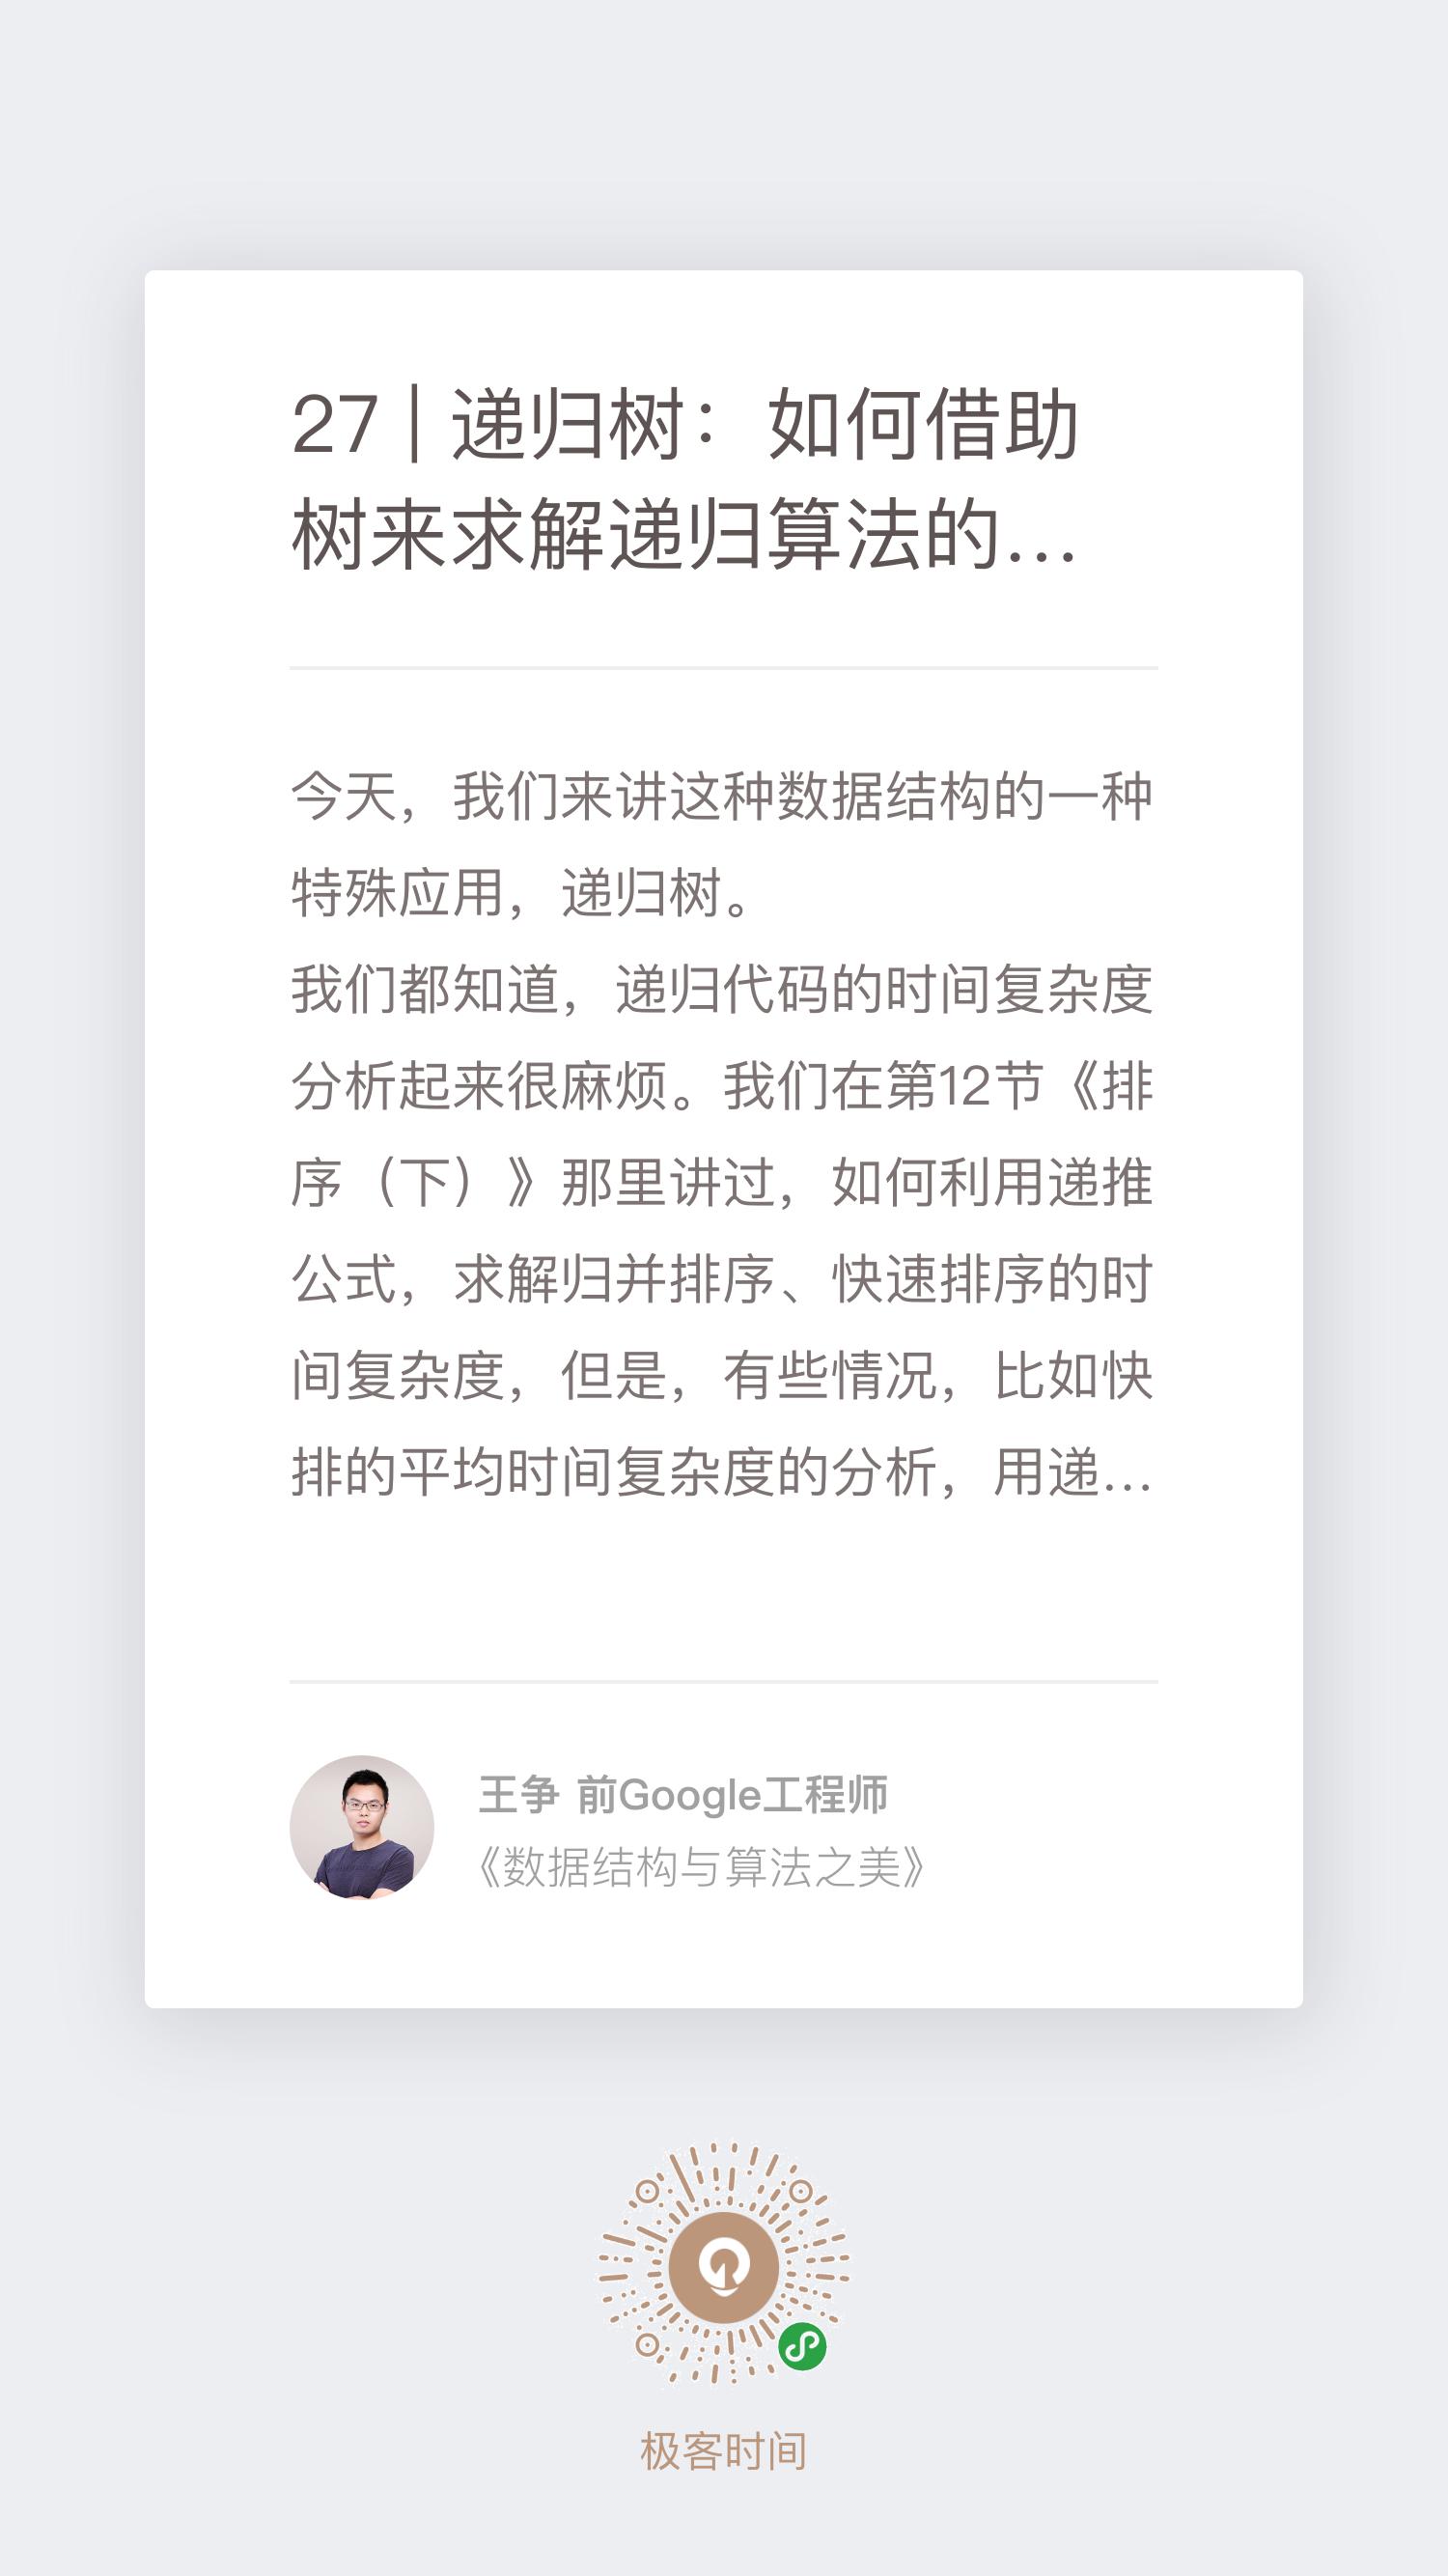 27 | 递归树：如何借助
树来求解递归算法的…
今天，我们来讲这种数据结构的一种
特殊应用，递归树。
我们都知道，递归代码的时间复杂度
分析起来很麻烦。我们在第12节《排
序（下）》那里讲过，如何利用递推
公式，求解归并排序、快速排序的时
间复杂度，但是，有些情况，比如快
排的平均时间复杂度的分析，用递…
王争 前Google工程师
《数据结构与算法之美》
极客时间